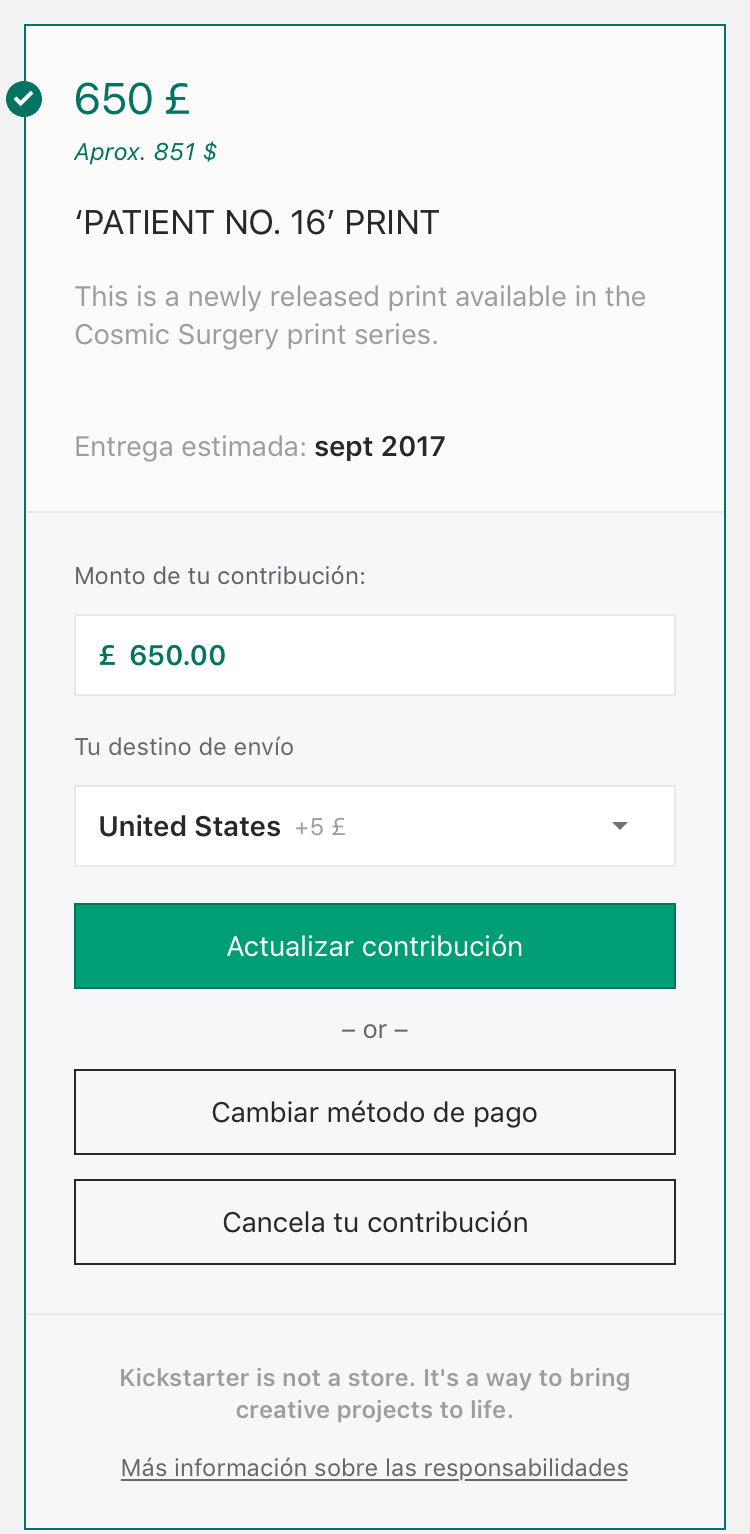 650 £
Aprox. 851 $
‘PATIENT NO. 16’ PRINT
This is a newly released print available in the
Cosmic Surgery print series.
Entrega estimada: sept 2017
Monto de tu contribución:
£ 650.00
Tu destino de envío
United States +5 £
Actualizar contribución
– or –
Cambiar método de pago
Cancela tu contribución
Kickstarter is not a store. It's a way to bring
creative projects to life.
Más información sobre las responsabilidades